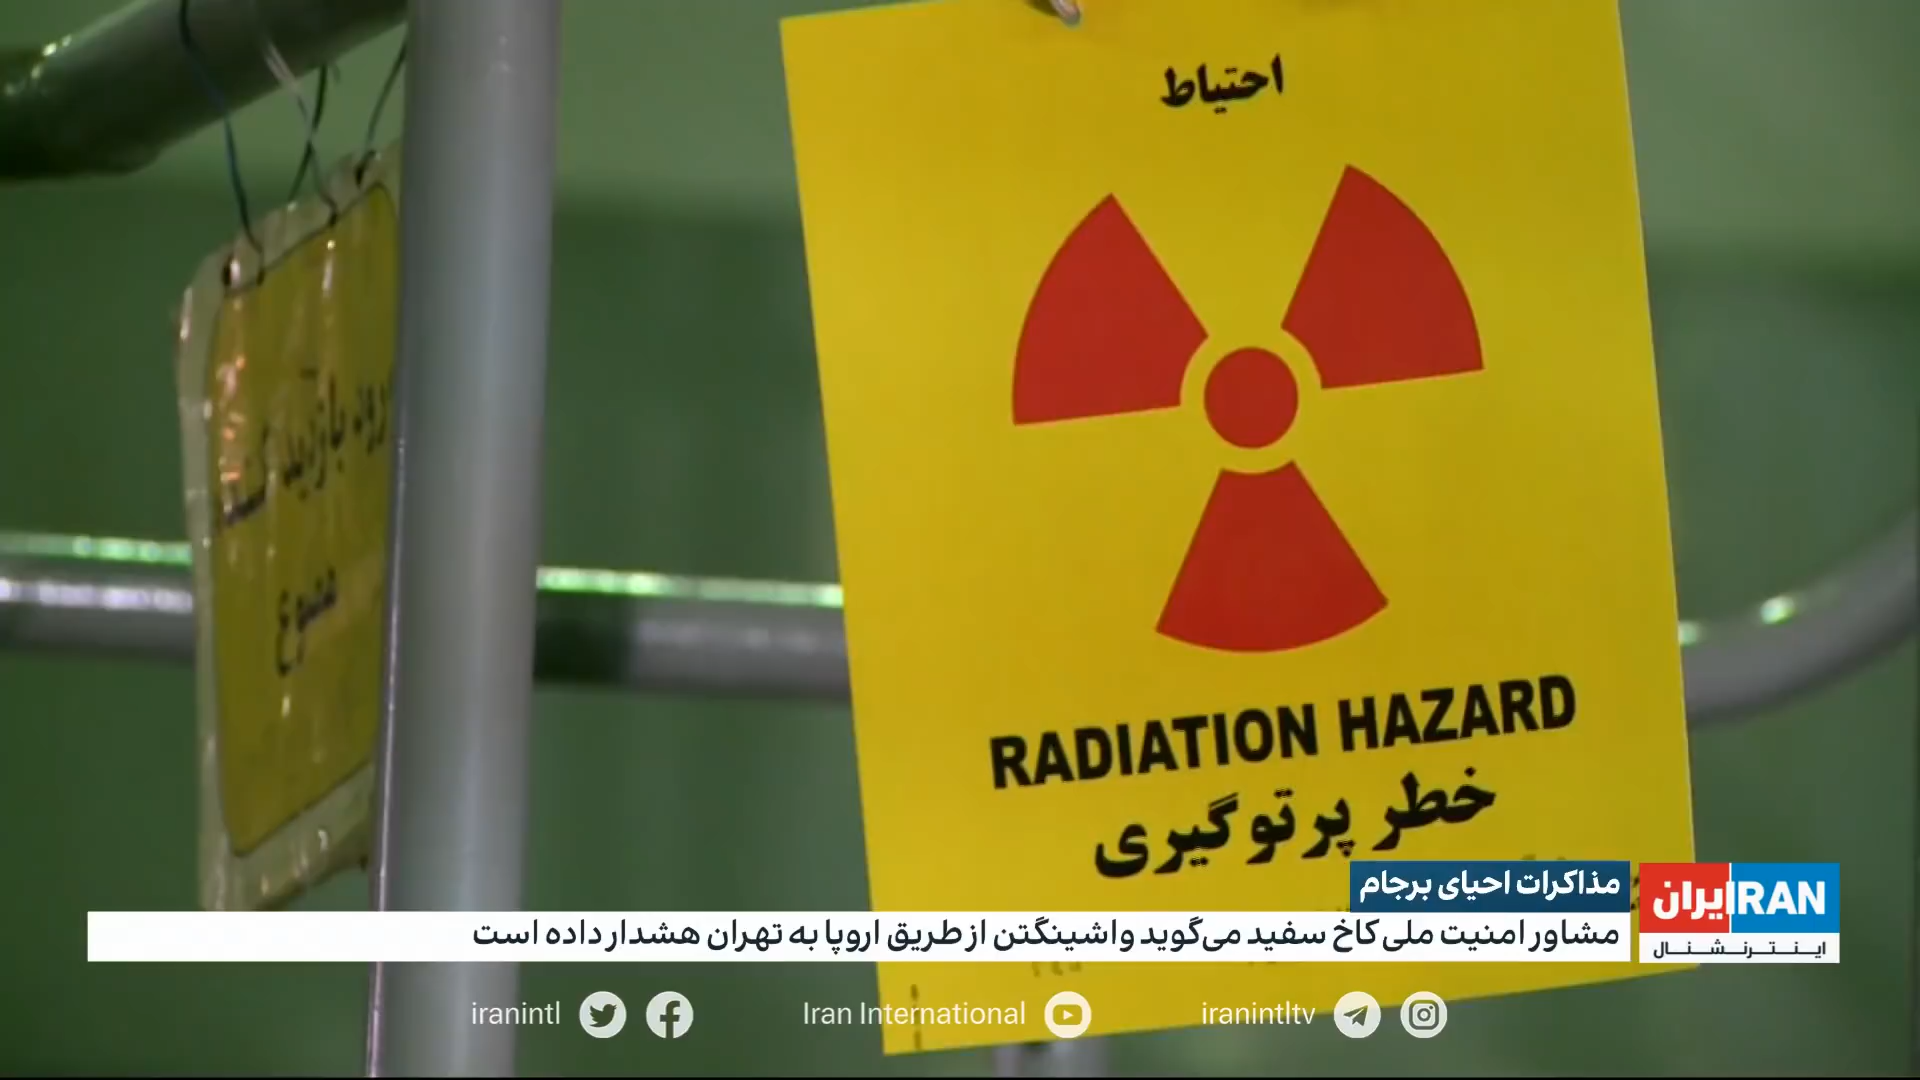 احتیاط
RADIATION HAZARD
خطر پرتوگیری
ممنوع
مذاکرات احیای برجام
مشاور امنیت ملی کاخ سفید می‌گوید واشینگتن از طریق اروپا به تهران هشدار داده است
ایران IRAN
اینترنشنال
iranintl
Iran International
iranintltv